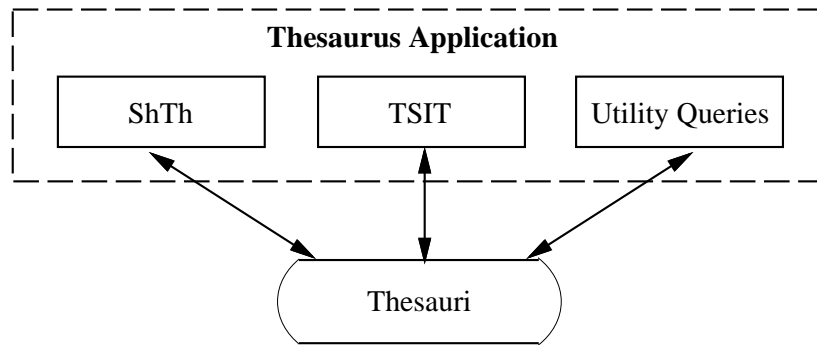 Thesaurus Application
ShTh
TSIT
Utility Queries
Thesauri